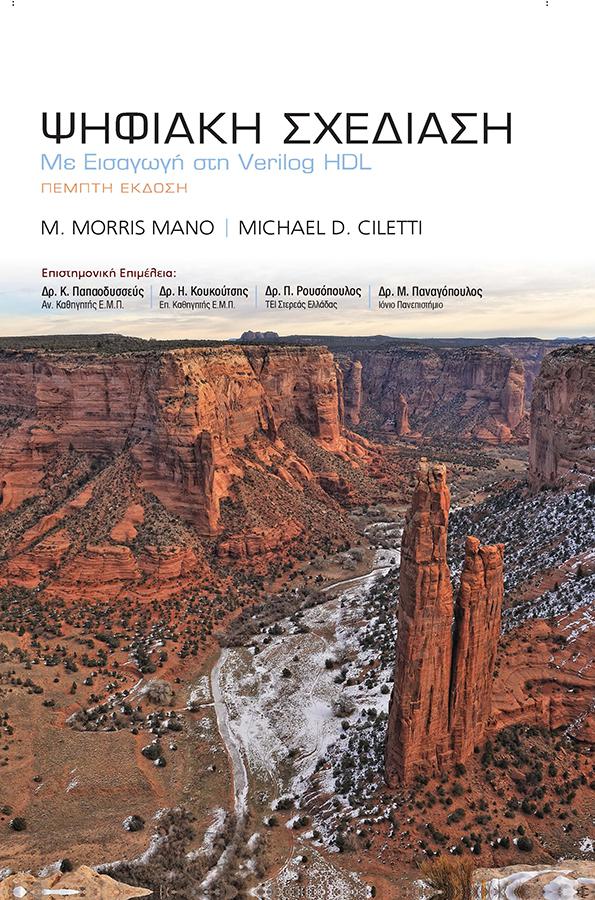 ΨΗΦΙΑΚΗ ΣΧΕΔΙΑΣΗ
Με Εισαγωγή στη Verilog HDL
ΠΕΜΠΤΗ ΕΚΔΟΣΗ
M. MORRIS MANO | MICHAEL D. CILETTI
Επιστημονική Επιμέλεια:
Δρ. Κ. Παπαοδυσσεύς | Δρ. Η. Κουκούτσης | Δρ. Π. Ρουσόπουλος | Δρ. Μ. Παναγόπουλος
Αν. Καθηγητής Ε.Μ.Π. Επ. Καθηγητής Ε.Μ.Π. ΤΕΙ Στερεάς Ελλάδας Ιόνιο Πανεπιστήμιο